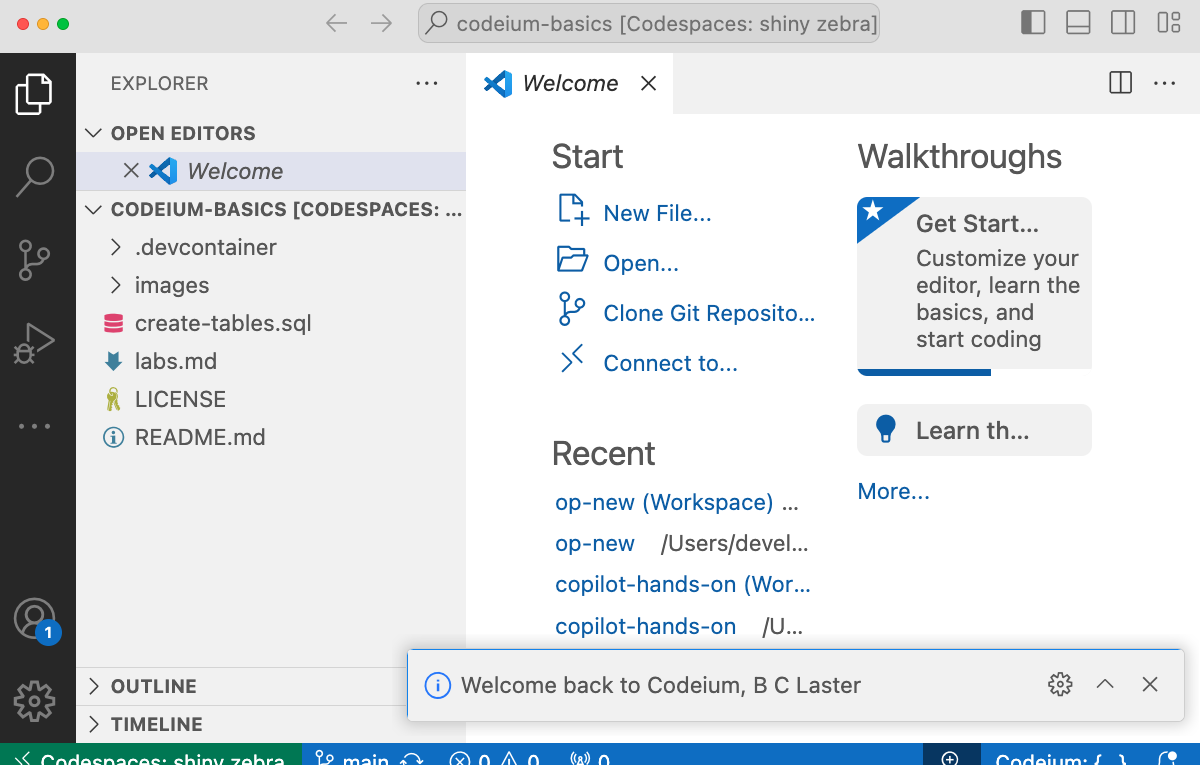 codeium-basics [Codespaces: shiny zebra]
EXPLORER
OPEN EDITORS
Welcome
CODEIUM-BASICS [CODESPACES: ...
.devcontainer
images
create-tables.sql
labs.md
LICENSE
README.md
OUTLINE
TIMELINE
1
Welcome
Start
New File...
Open...
Clone Git Reposito...
Connect to...
Recent
op-new (Workspace) ...
op-new /Users/devel...
copilot-hands-on (Wor...
copilot-hands-on /U...
Walkthroughs
Get Start...
Customize your
editor, learn the
basics, and
start coding
Learn th...
More...
Welcome back to Codeium, B C Laster
Codespaces: shiny zebra main 0 0 0 Codeium: {...}